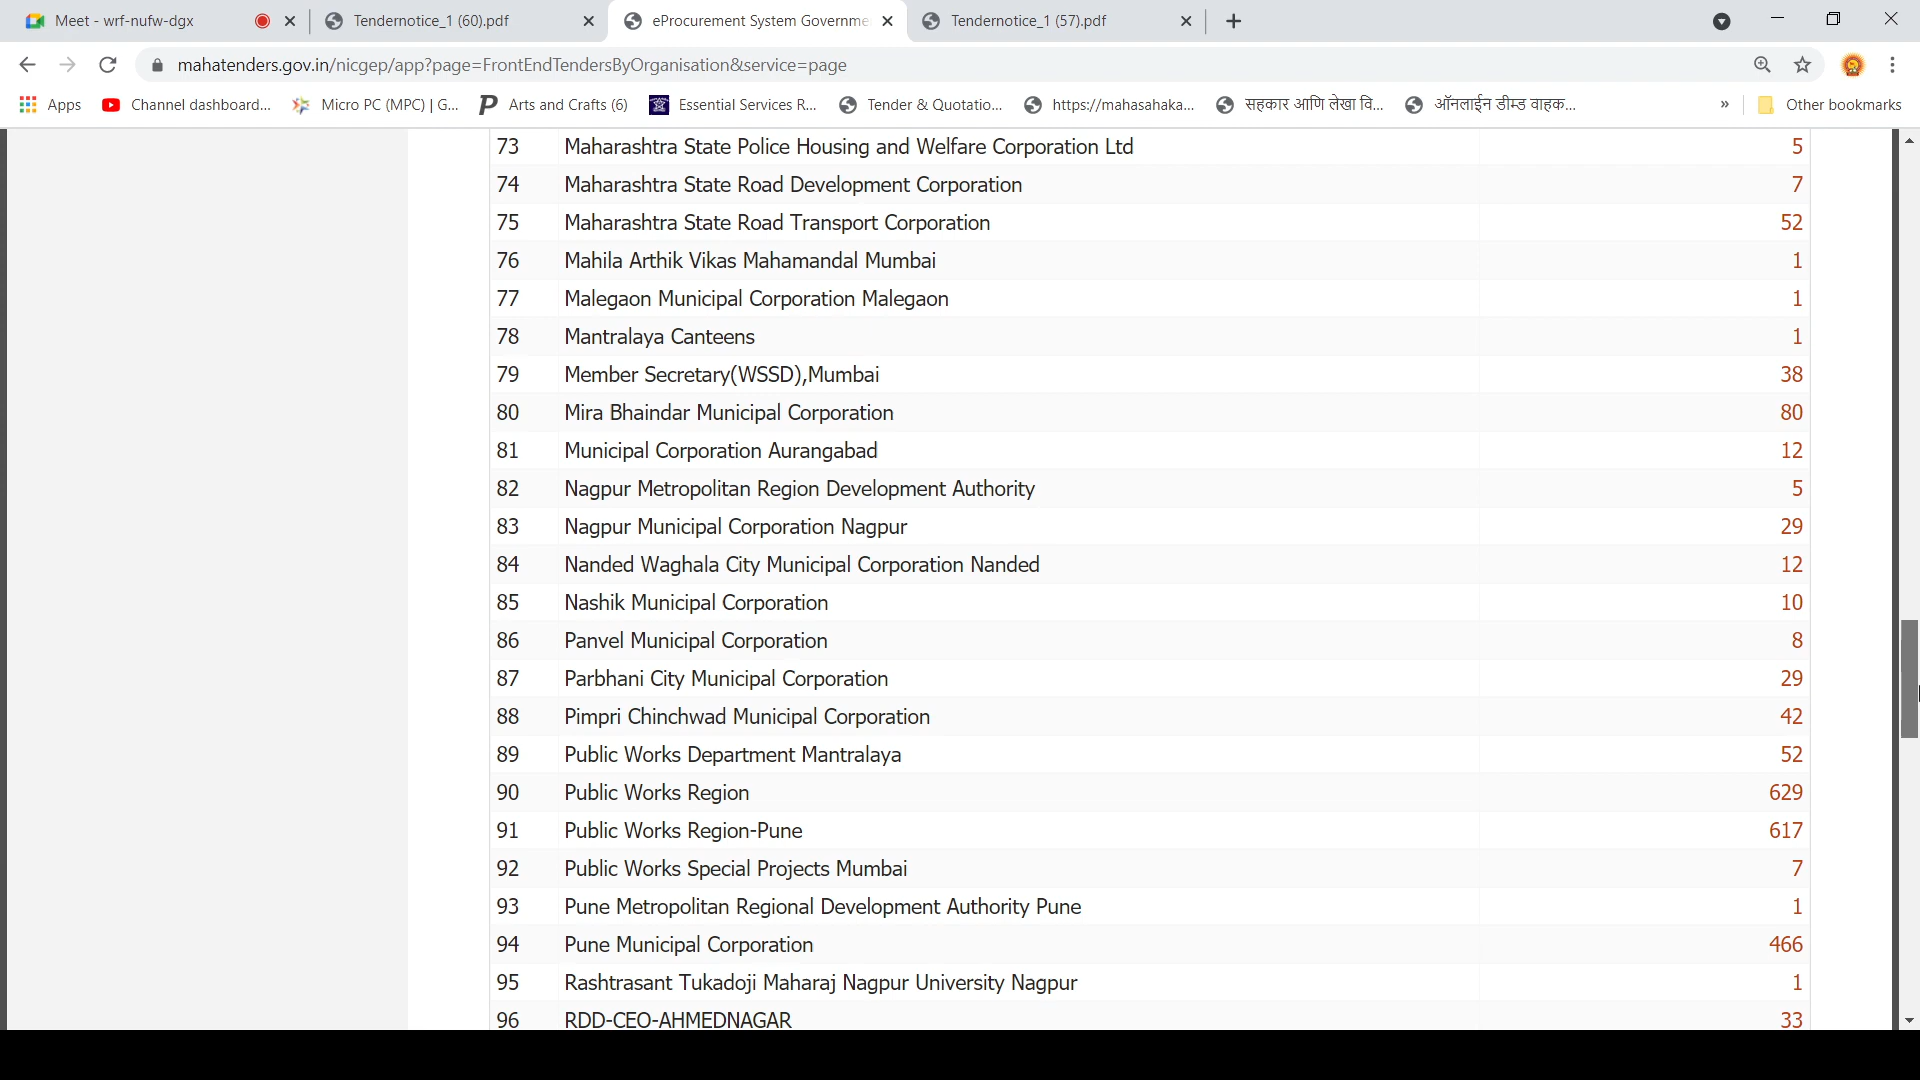 Meet - wrf-nufw-dgx
Tendernotice_1 (60).pdf
eProcurement System Governme
Tendernotice_1 (57).pdf
mahatenders.gov.in/nicgep/app?page=FrontEndTendersByOrganisation&service=page
Apps
Channel dashboard...
Micro PC (MPC) | G...
Arts and Crafts (6)
Essential Services R...
Tender & Quotatio...
https://mahasahaka...
सहकार आणि लेखा वि...
ऑनलाईन डीम्ड वाहक...
»
Other bookmarks
73 Maharashtra State Police Housing and Welfare Corporation Ltd 5
74 Maharashtra State Road Development Corporation 7
75 Maharashtra State Road Transport Corporation 52
76 Mahila Arthik Vikas Mahamandal Mumbai 1
77 Malegaon Municipal Corporation Malegaon 1
78 Mantralaya Canteens 1
79 Member Secretary(WSSD),Mumbai 38
80 Mira Bhaindar Municipal Corporation 80
81 Municipal Corporation Aurangabad 12
82 Nagpur Metropolitan Region Development Authority 5
83 Nagpur Municipal Corporation Nagpur 29
84 Nanded Waghala City Municipal Corporation Nanded 12
85 Nashik Municipal Corporation 10
86 Panvel Municipal Corporation 8
87 Parbhani City Municipal Corporation 29
88 Pimpri Chinchwad Municipal Corporation 42
89 Public Works Department Mantralaya 52
90 Public Works Region 629
91 Public Works Region-Pune 617
92 Public Works Special Projects Mumbai 7
93 Pune Metropolitan Regional Development Authority Pune 1
94 Pune Municipal Corporation 466
95 Rashtrasant Tukadoji Maharaj Nagpur University Nagpur 1
96 RDD-CEO-AHMEDNAGAR 33